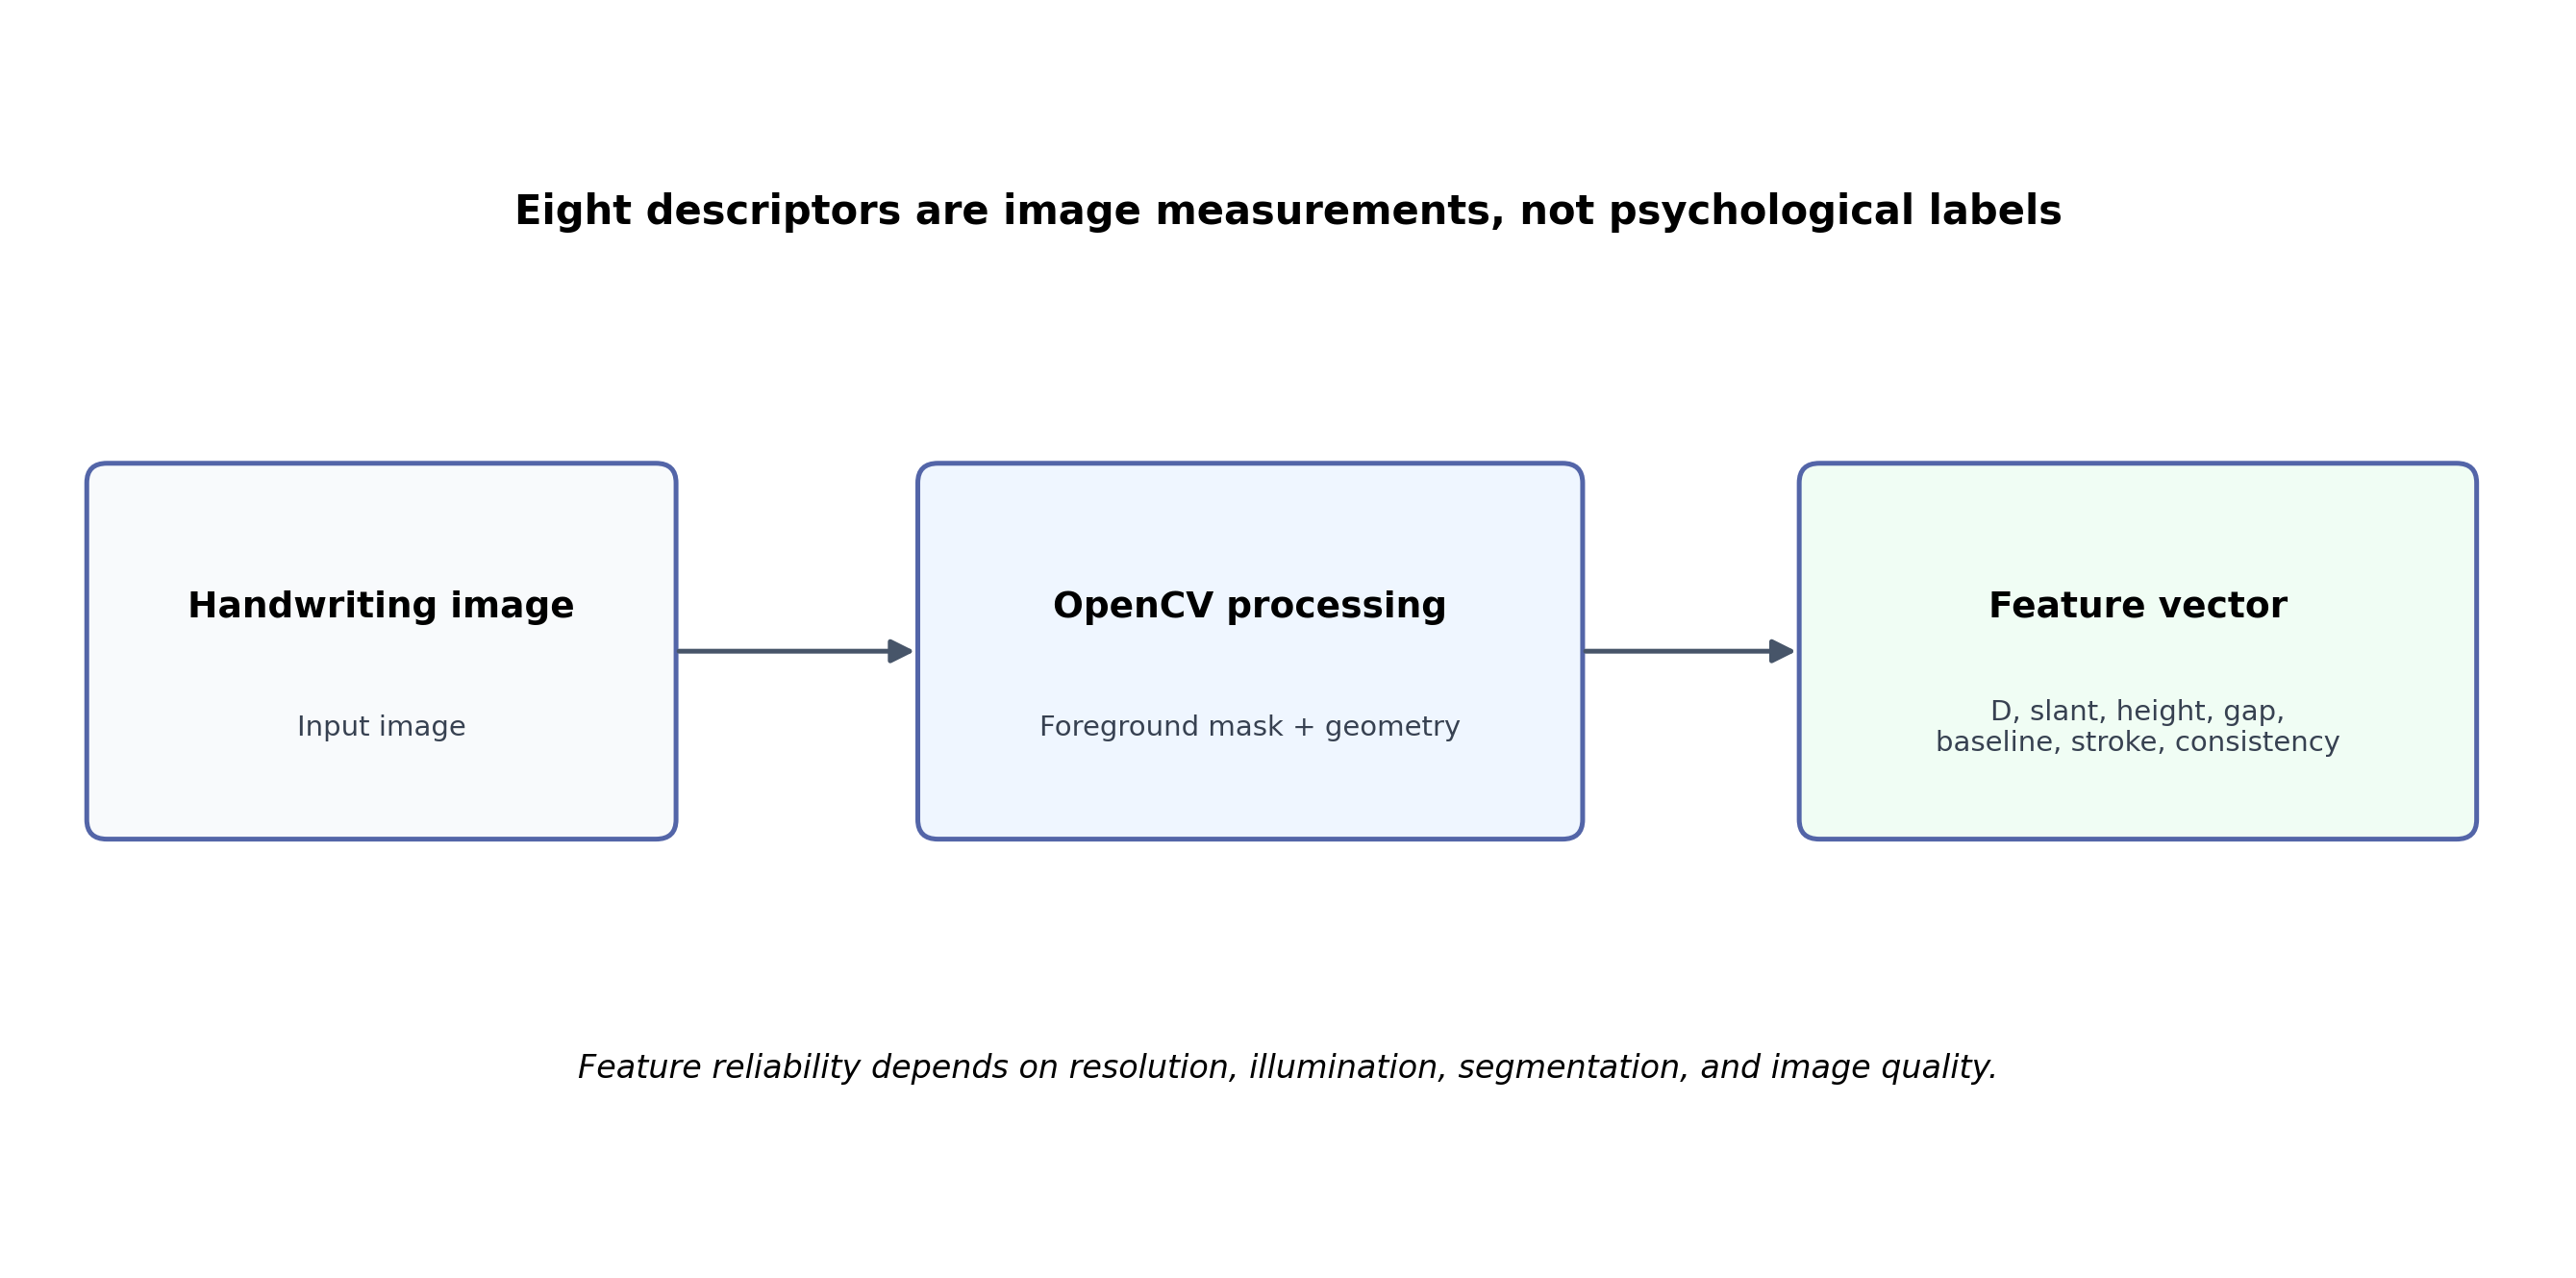 Eight descriptors are image measurements, not psychological labels
Handwriting image
Input image
OpenCV processing
Foreground mask + geometry
Feature vector
D, slant, height, gap,
baseline, stroke, consistency
Feature reliability depends on resolution, illumination, segmentation, and image quality.